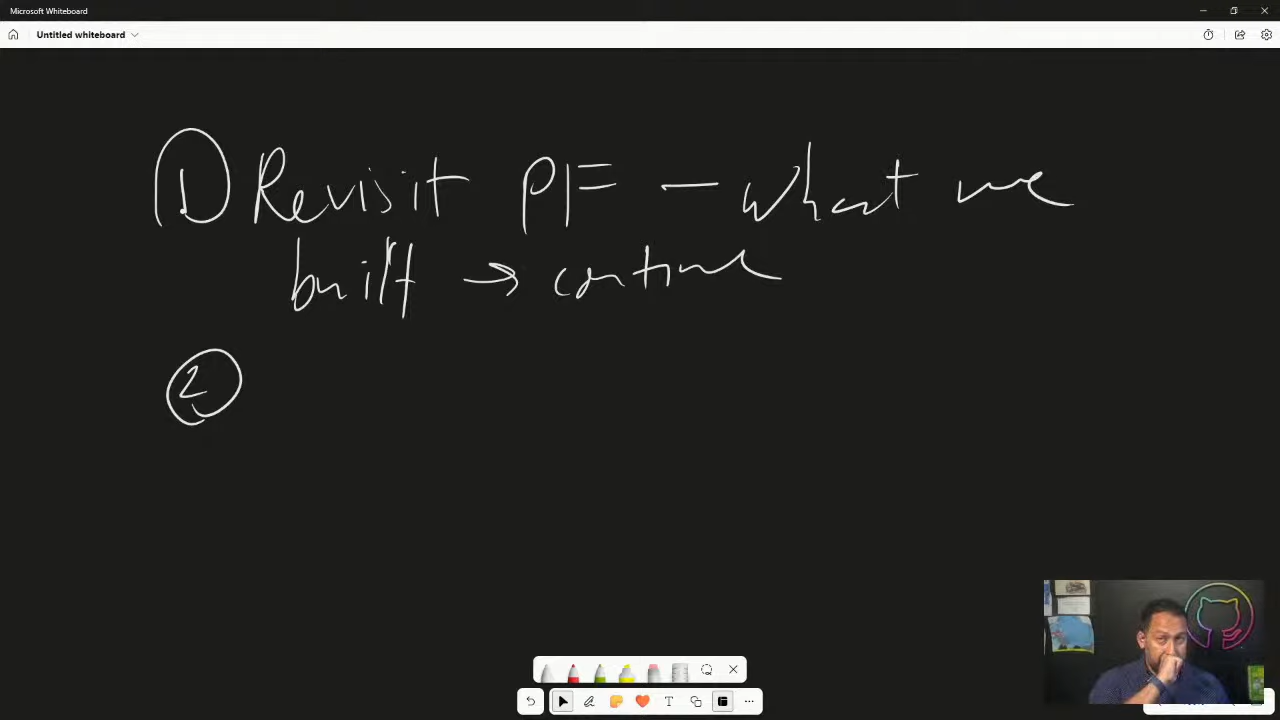 Microsoft Whiteboard
Untitled whiteboard
① Revisit PF - what we
built → continue
②